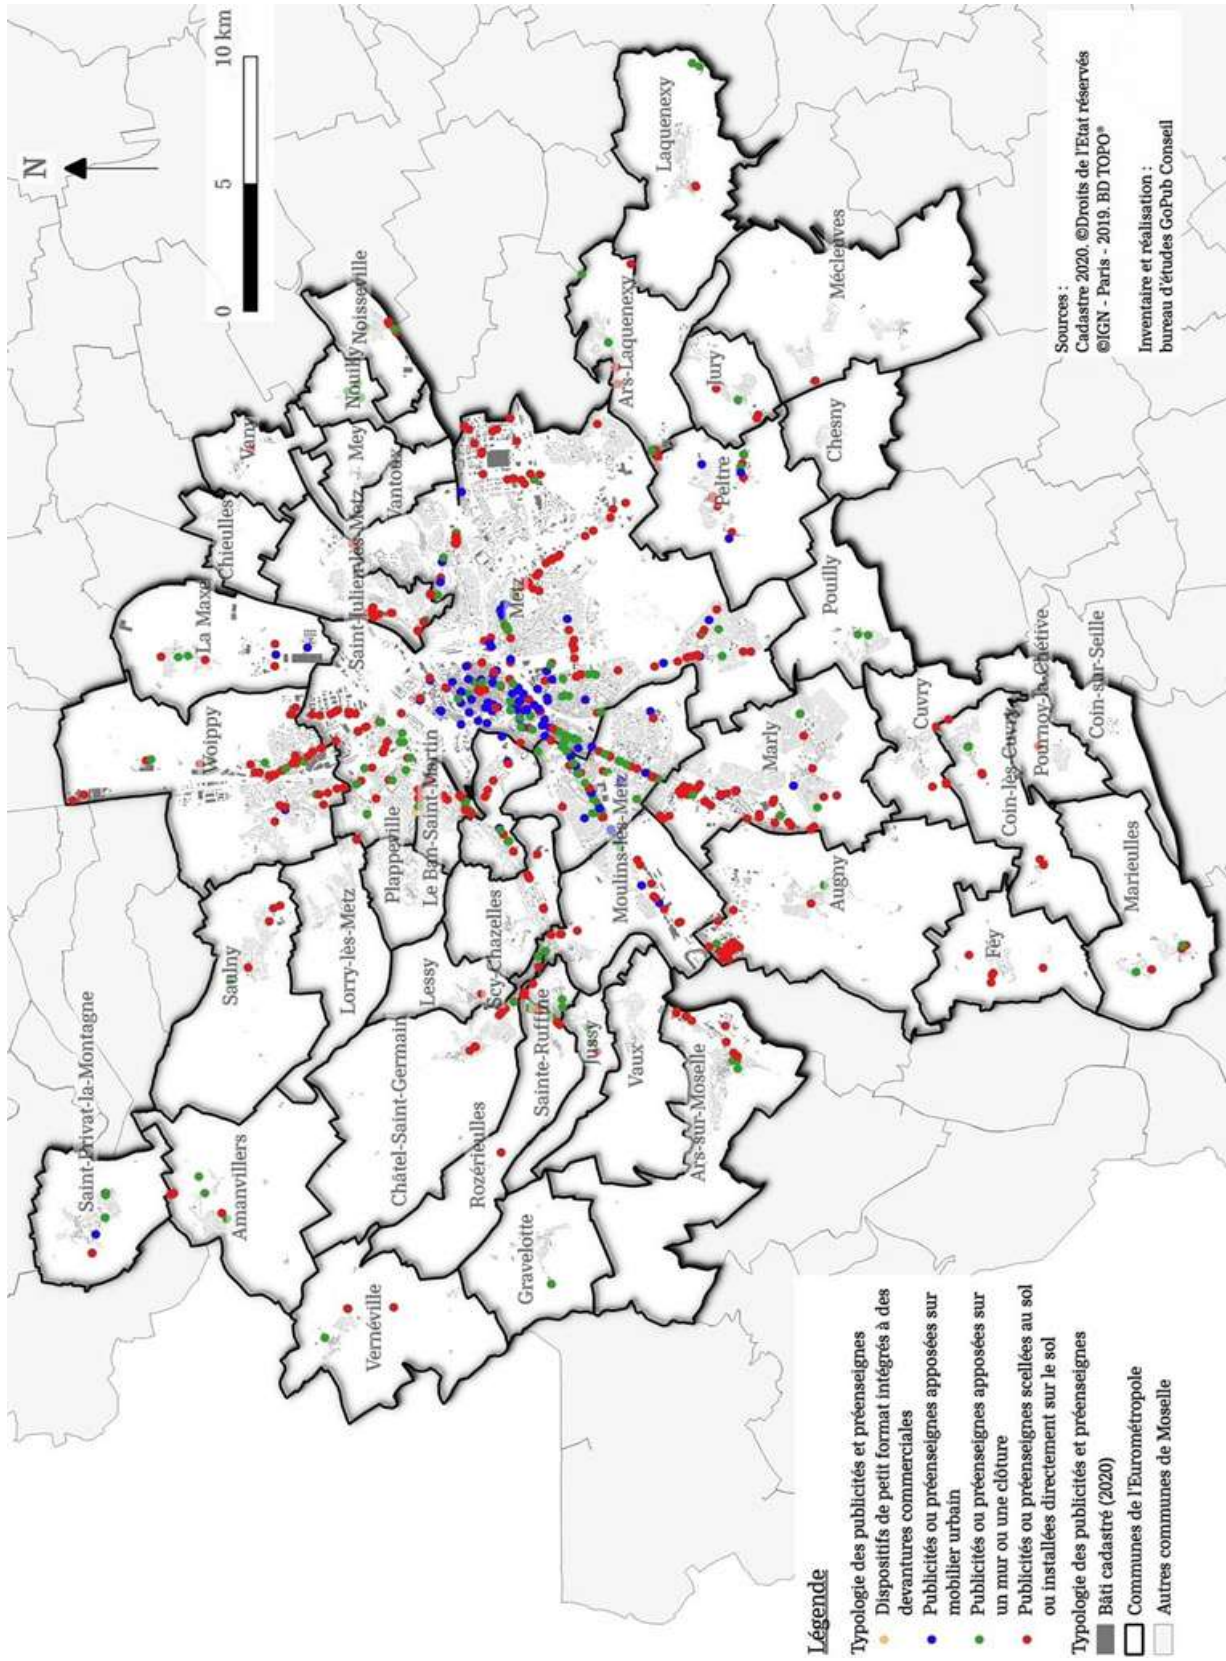 Saint-Privat-la-Montagne
Amanvillers
Vernéville
Gravelotte
Saulny
Lorry-lès-Metz
Châtel-Saint-Germain
Lessy
Rozérieulles
Scy-Chazelles
Sainte-Ruffine
Jussy
Vaux
Ars-sur-Moselle
Woippy
Plappeville
Le Ban-Saint-Martin
Moulins-lès-Metz
La Maxe
Chieulles
Saint-Julien-lès-Metz
Vany
Mey
Vantoux
Nouilly
Noisseville
Metz
Augny
Marly
Féy
Marieulles
Cuvry
Coin-lès-Cuvry
Pournoy-la-Chétive
Coin-sur-Seille
Pouilly
Peltre
Chesny
Jury
Ars-Laquenexy
Mécleuves
Laquenexy
N
0 5 10 km
Légende
Typologie des publicités et préenseignes
Dispositifs de petit format intégrés à des
devantures commerciales
Publicités ou préenseignes apposées sur
mobilier urbain
Publicités ou préenseignes apposées sur
un mur ou une clôture
Publicités ou préenseignes scellées au sol
ou installées directement sur le sol
Typologie des publicités et préenseignes
Bâti cadastré (2020)
Communes de l'Eurométropole
Autres communes de Moselle
Sources :
Cadastre 2020. ©Droits de l'Etat réservés
©IGN - Paris - 2019. BD TOPO®
Inventaire et réalisation :
bureau d'études GoPub Conseil